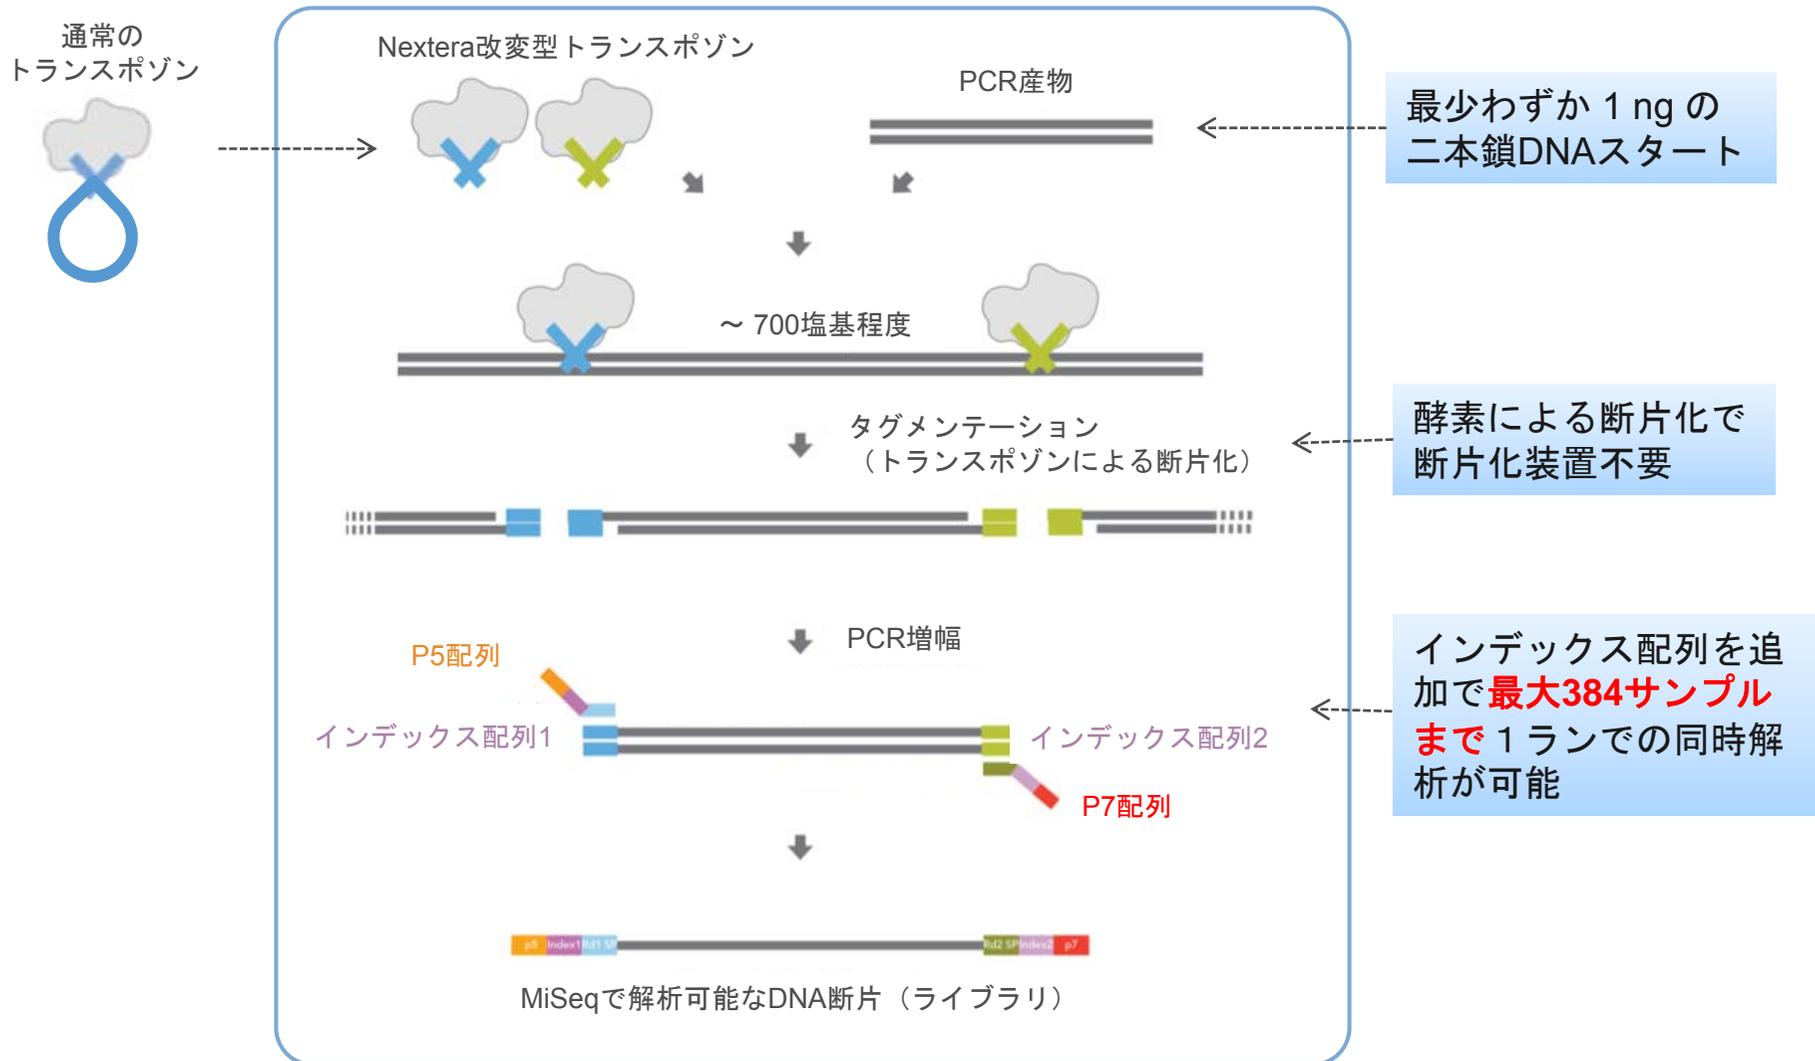 通常の
トランスポゾン
Nextera改変型トランスポゾン
PCR産物
最少わずか 1 ng の
二本鎖DNAスタート
～ 700塩基程度
タグメンテーション
（トランスポゾンによる断片化）
酵素による断片化で
断片化装置不要
PCR増幅
P5配列
インデックス配列1
インデックス配列2
P7配列
インデックス配列を追
加で最大384サンプル
まで１ランでの同時解
析が可能
p5 Index1 Rd1 SP Rd2 SP Index2 p7
MiSeqで解析可能なDNA断片（ライブラリ）